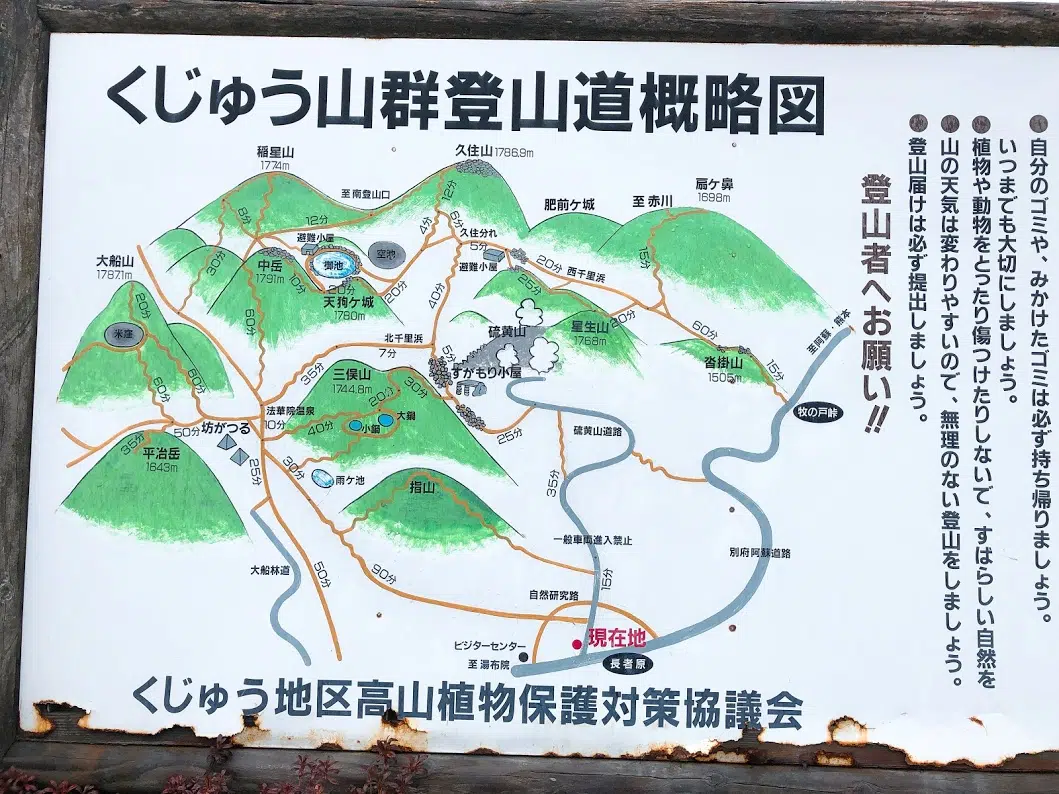 くじゅう山群登山道概略図
登山者へお願い!!
●自分のゴミや、みかけたゴミは必ず持ち帰りましょう。
いつまでも大切にしましょう。
●植物や動物をとったり傷つけたりしないで、すばらしい自然を
●山の天気は変わりやすいので、無理のない登山をしましょう。
●登山届けは必ず提出しましょう。
稲星山
1774m
久住山1786.9m
至南登山口
肥前ケ城
至赤川
扇ケ鼻
1698m
12分
8分
12分
4分
6分
久住分れ
5分
避難小屋
御池
空池
避難小屋
大船山
1787.1m
30分
中岳
1791m
10分
20分
20分
天狗ケ城
1780m
40分
20分
西千里浜
15分
25分
20分
20分
米窪
60分
硫黄山
星生山
1768m
60分
至阿蘇・熊本
北千里浜
7分
5分
すがもり小屋
沓掛山
1505m
15分
35分
三俣山
1744.8m
30分
20分
60分
60分
法華院温泉
10分
40分
大鍋
小鍋
牧の戸峠
50分
坊がつる
35分
平治岳
1643m
25分
硫黄山道路
25分
30分
雨ケ池
指山
35分
一般車両進入禁止
別府阿蘇道路
大船林道
50分
90分
15分
自然研究路
現在地
ビジターセンター
至湯布院
長者原
くじゅう地区高山植物保護対策協議会